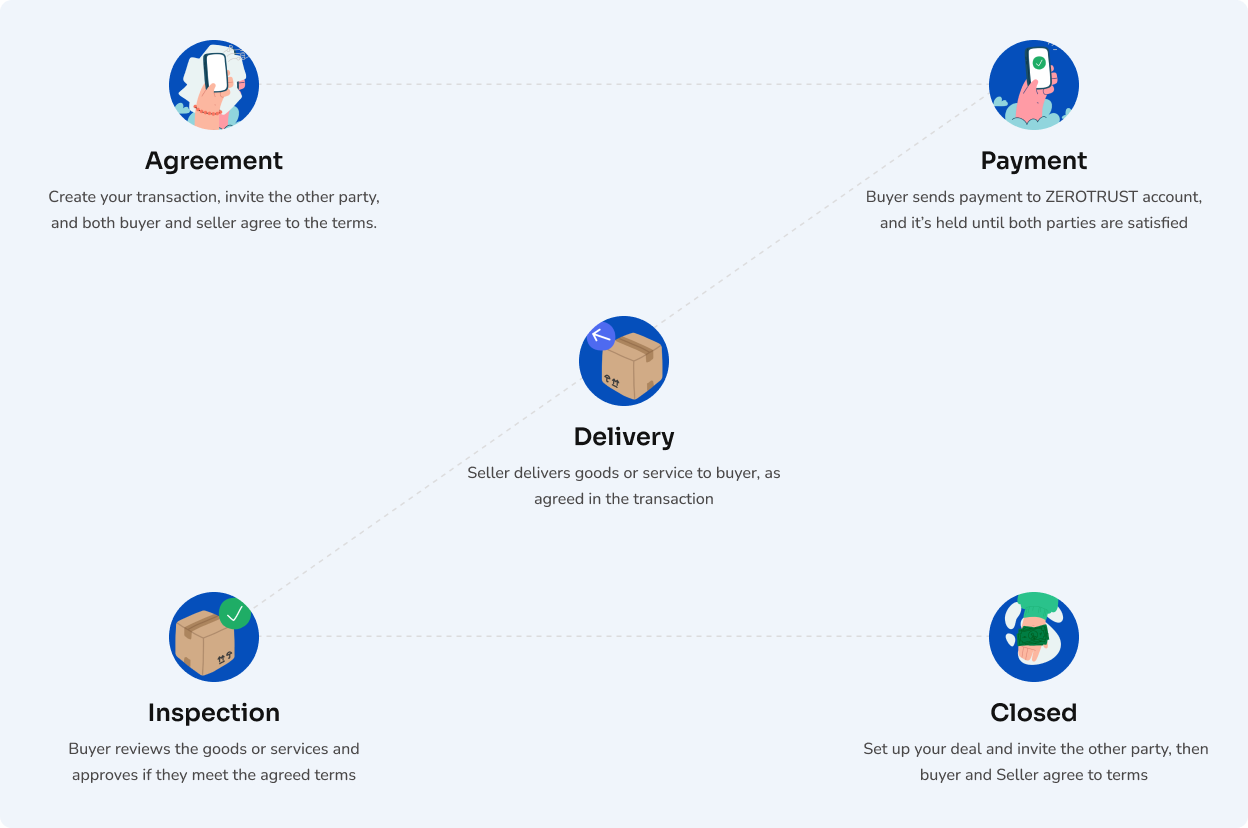 Agreement
Create your transaction, invite the other party,
and both buyer and seller agree to the terms.
Payment
Buyer sends payment to ZEROTRUST account,
and it’s held until both parties are satisfied
Delivery
Seller delivers goods or service to buyer, as
agreed in the transaction
Inspection
Buyer reviews the goods or services and
approves if they meet the agreed terms
Closed
Set up your deal and invite the other party, then
buyer and Seller agree to terms